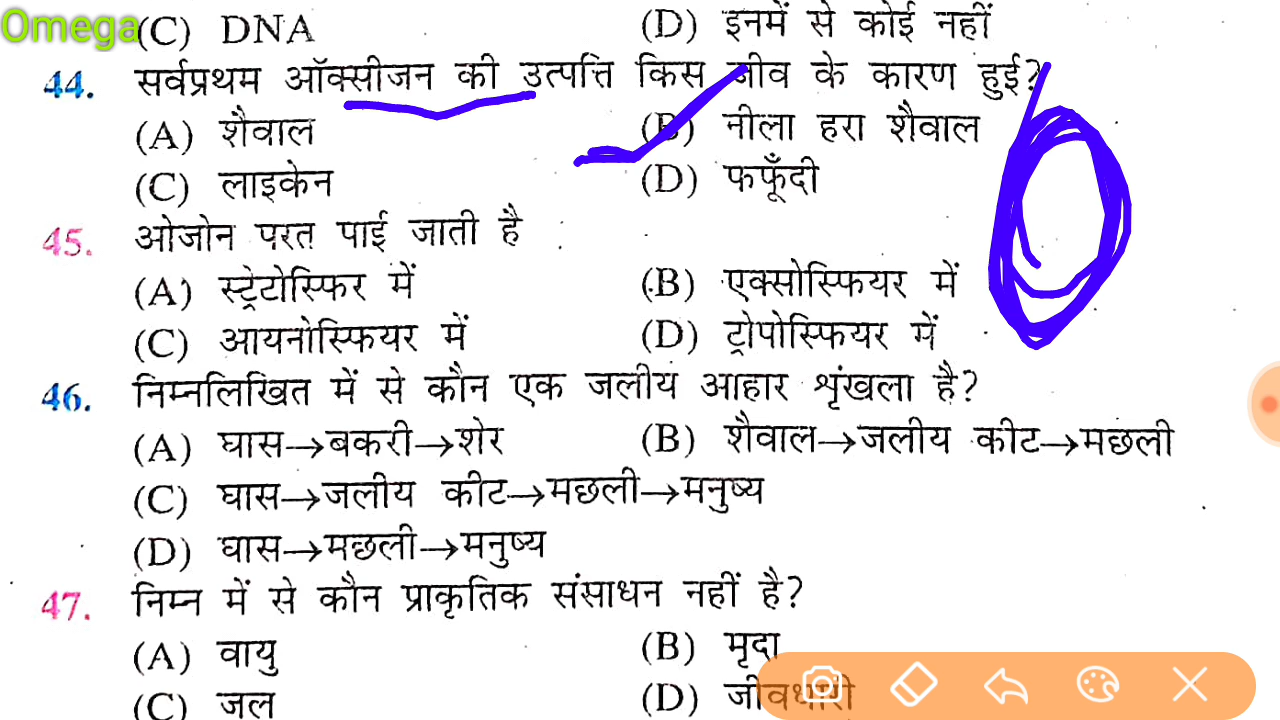 Omega
(C) DNA (D) इनमें से कोई नहीं
44. सर्वप्रथम ऑक्सीजन की उत्पत्ति किस जीव के कारण हुई?
(A) शैवाल (B) नीला हरा शैवाल
(C) लाइकेन (D) फफूँदी
45. ओजोन परत पाई जाती है
(A) स्ट्रेटोस्फिर में (B) एक्सोस्फियर में
(C) आयनोस्फियर में (D) ट्रोपोस्फियर में
46. निम्नलिखित में से कौन एक जलीय आहार शृंखला है?
(A) घास→बकरी→शेर (B) शैवाल→जलीय कीट→मछली
(C) घास→जलीय कीट→मछली→मनुष्य
(D) घास→मछली→मनुष्य
47. निम्न में से कौन प्राकृतिक संसाधन नहीं है?
(A) वायु (B) मृदा
(C) जल (D) जीवधारी